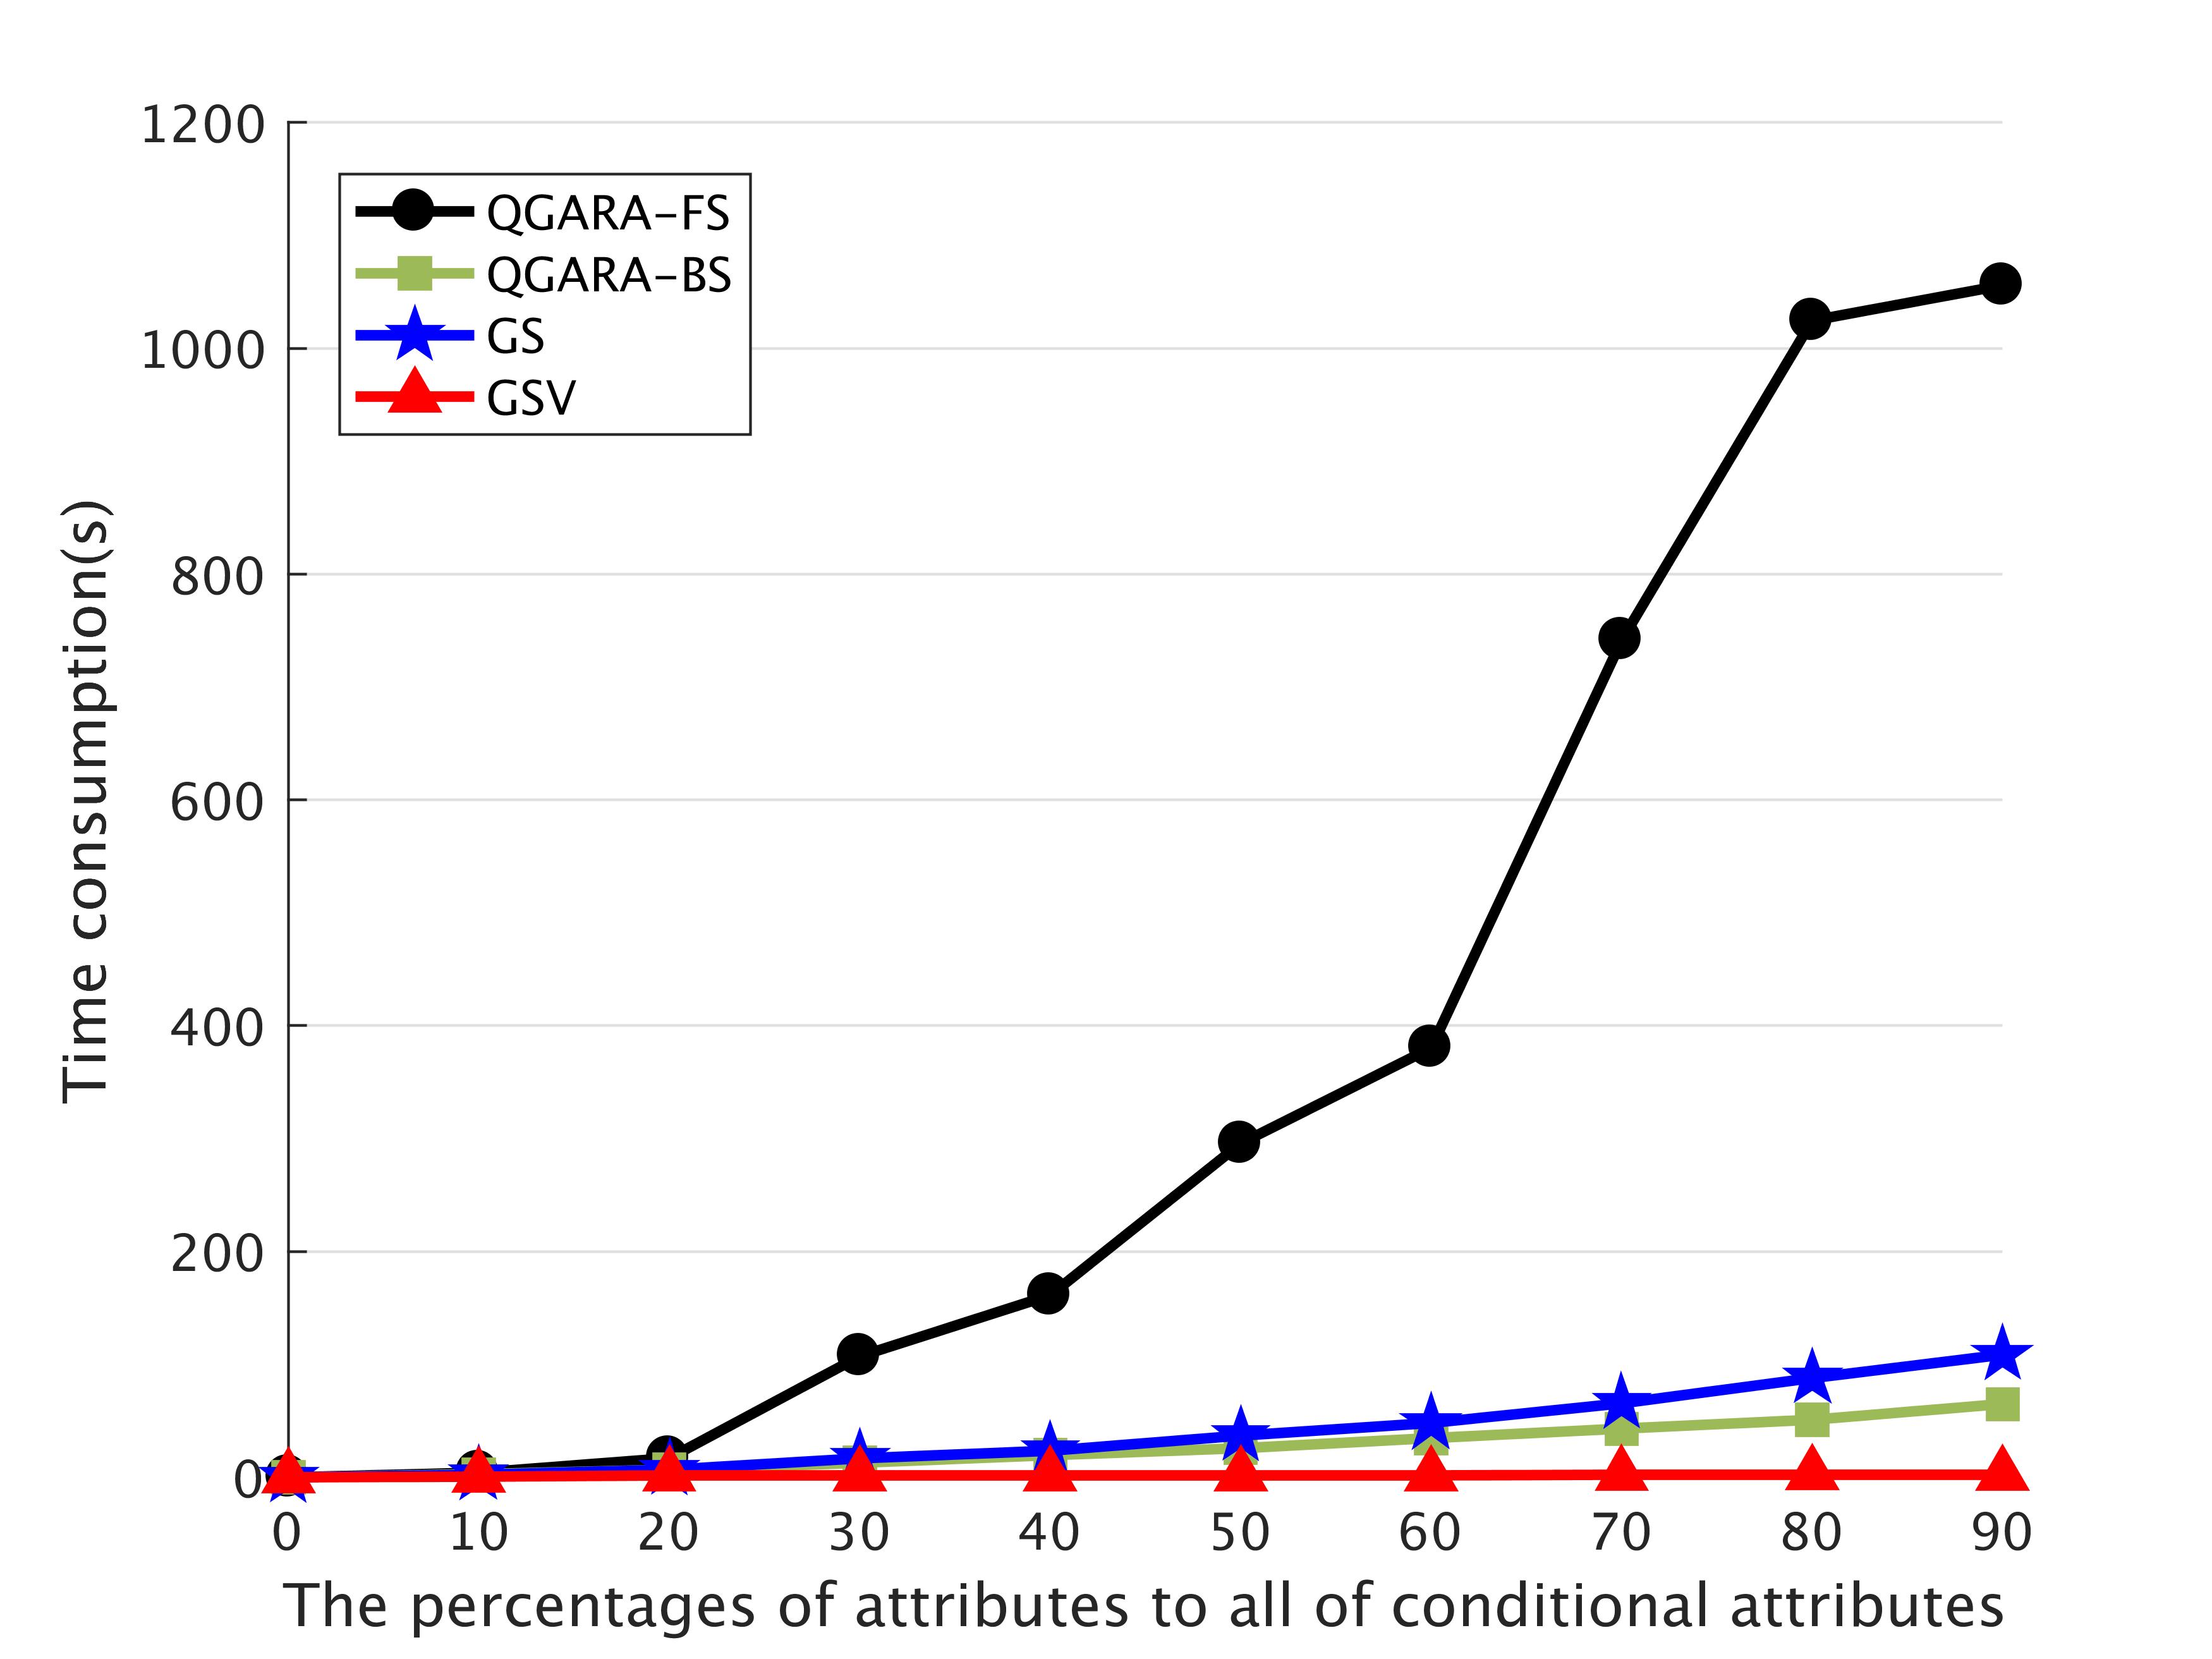 1200
1000
800
600
400
200
0
Time consumption(s)
QGARA-FS
QGARA-BS
GS
GSV
0 10 20 30 40 50 60 70 80 90
The percentages of attributes to all of conditional attributes